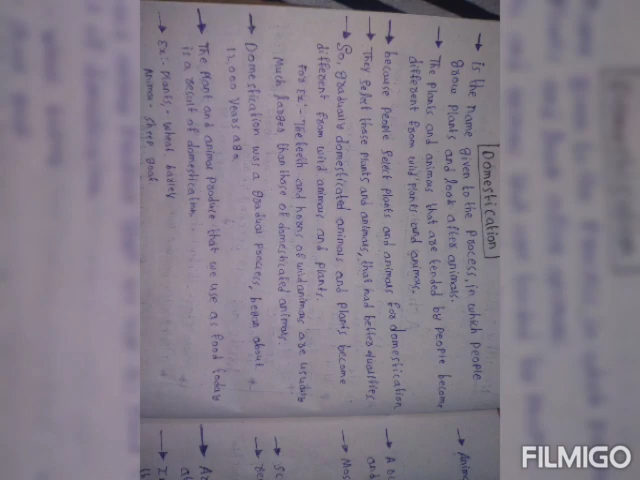 Domestication
→ is the name given to the process, in which people
grow plants and look after animals.
→ The plants and animals that are tended by people become
different from wild plants and animals.
→ because people select plants and animals for domestication
→ They select those plants and animals, that had better qualities
→ So, gradually domesticated animals and plants become
different from wild animals and plants.
For Ex:- The teeth and horns of wild animals are usually
Much larger than those of domesticated animals.
→ Domestication was a gradual porcess, began about
12,000 Years ago.
→ The plant and animal produce that we use as food today
is a result of domestication.
→ Ex:- plants,- wheat barley
Animal- sheep goat
→
→ A
and
→ Mos
→
→
→
FILMIGO